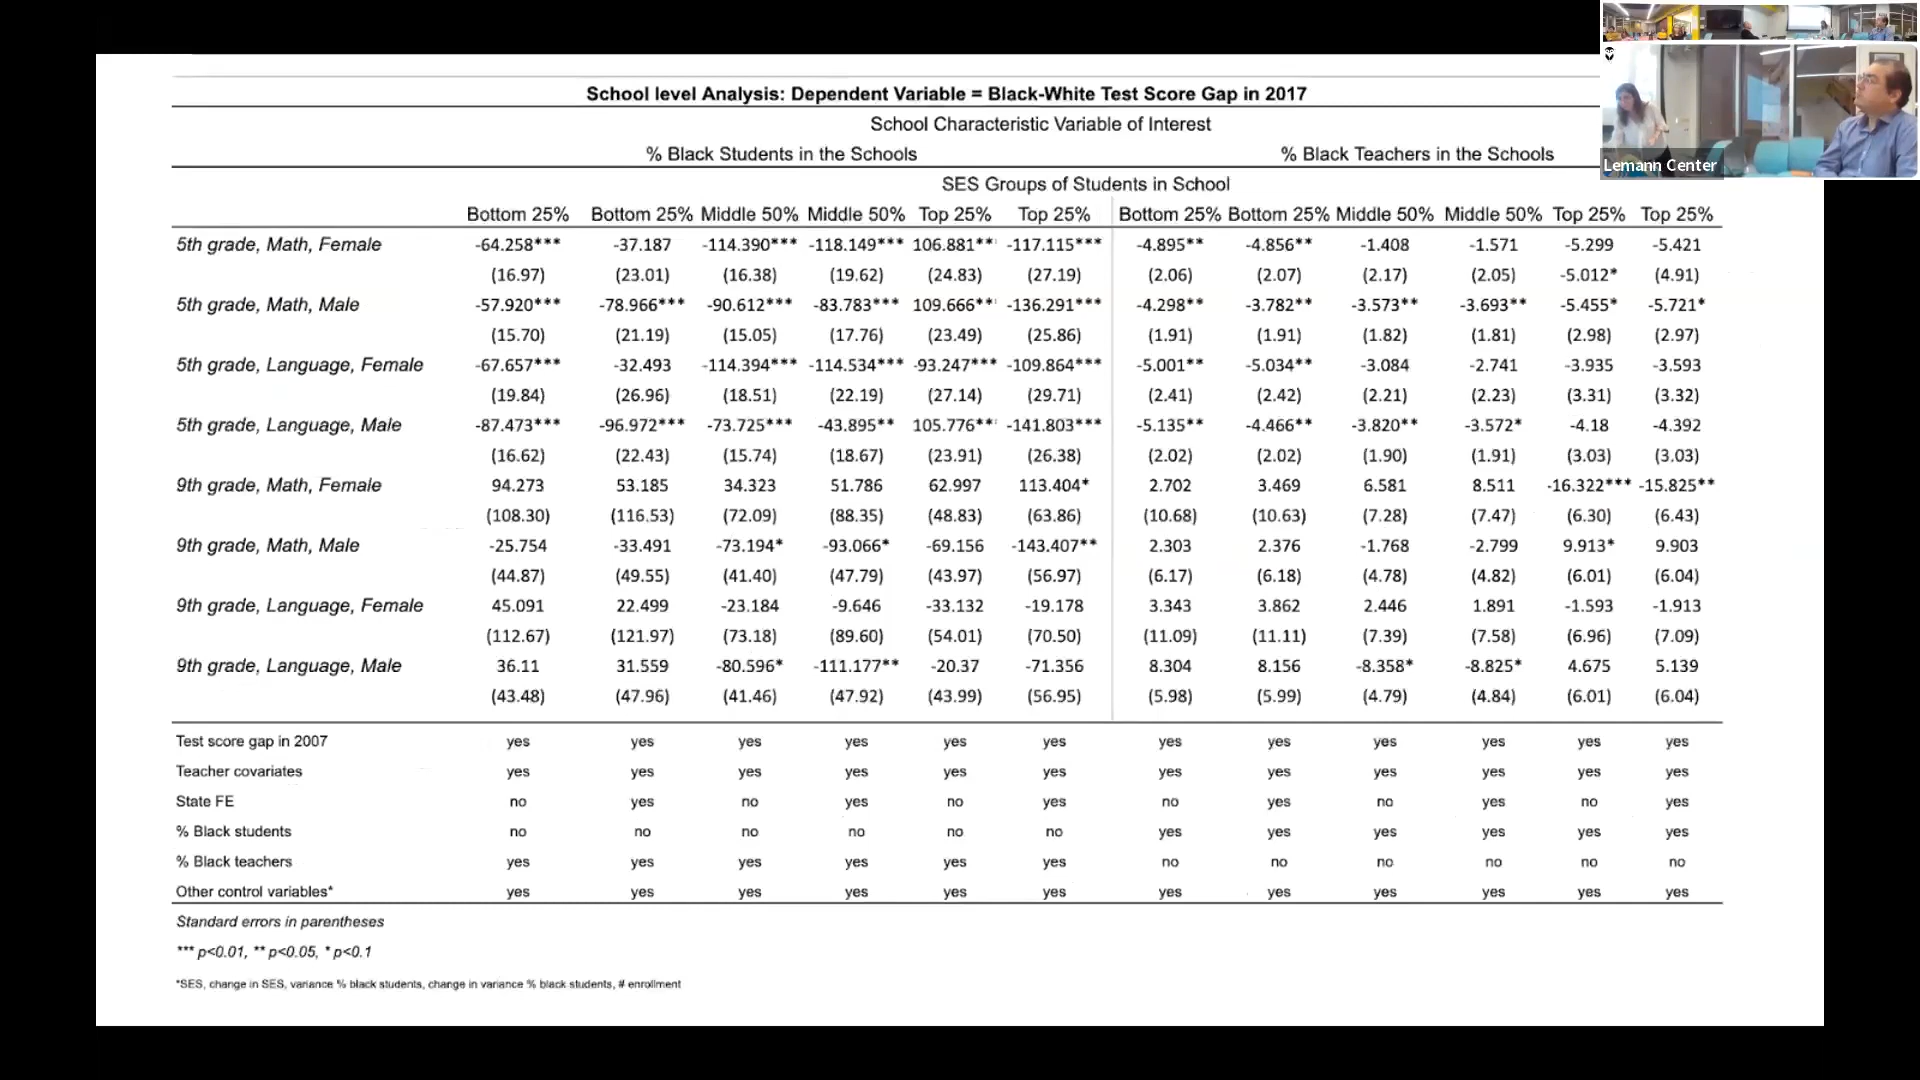 School level Analysis: Dependent Variable = Black-White Test Score Gap in 2017
School Characteristic Variable of Interest
% Black Students in the Schools % Black Teachers in the Schools
Lemann Center
SES Groups of Students in School
Bottom 25% Bottom 25% Middle 50% Middle 50% Top 25% Top 25% Bottom 25% Bottom 25% Middle 50% Middle 50% Top 25% Top 25%
5th grade, Math, Female -64.258*** -37.187 -114.390*** -118.149*** 106.881** -117.115*** -4.895** -4.856** -1.408 -1.571 -5.299 -5.421
(16.97) (23.01) (16.38) (19.62) (24.83) (27.19) (2.06) (2.07) (2.17) (2.05) -5.012* (4.91)
5th grade, Math, Male -57.920*** -78.966*** -90.612*** -83.783*** 109.666** -136.291*** -4.298** -3.782** -3.573** -3.693** -5.455* -5.721*
(15.70) (21.19) (15.05) (17.76) (23.49) (25.86) (1.91) (1.91) (1.82) (1.81) (2.98) (2.97)
5th grade, Language, Female -67.657*** -32.493 -114.394*** -114.534*** -93.247*** -109.864*** -5.001** -5.034** -3.084 -2.741 -3.935 -3.593
(19.84) (26.96) (18.51) (22.19) (27.14) (29.71) (2.41) (2.42) (2.21) (2.23) (3.31) (3.32)
5th grade, Language, Male -87.473*** -96.972*** -73.725*** -43.895** 105.776** -141.803*** -5.135** -4.466** -3.820** -3.572* -4.18 -4.392
(16.62) (22.43) (15.74) (18.67) (23.91) (26.38) (2.02) (2.02) (1.90) (1.91) (3.03) (3.03)
9th grade, Math, Female 94.273 53.185 34.323 51.786 62.997 113.404* 2.702 3.469 6.581 8.511 -16.322*** -15.825**
(108.30) (116.53) (72.09) (88.35) (48.83) (63.86) (10.68) (10.63) (7.28) (7.47) (6.30) (6.43)
9th grade, Math, Male -25.754 -33.491 -73.194* -93.066* -69.156 -143.407** 2.303 2.376 -1.768 -2.799 9.913* 9.903
(44.87) (49.55) (41.40) (47.79) (43.97) (56.97) (6.17) (6.18) (4.78) (4.82) (6.01) (6.04)
9th grade, Language, Female 45.091 22.499 -23.184 -9.646 -33.132 -19.178 3.343 3.862 2.446 1.891 -1.593 -1.913
(112.67) (121.97) (73.18) (89.60) (54.01) (70.50) (11.09) (11.11) (7.39) (7.58) (6.96) (7.09)
9th grade, Language, Male 36.11 31.559 -80.596* -111.177** -20.37 -71.356 8.304 8.156 -8.358* -8.825* 4.675 5.139
(43.48) (47.96) (41.46) (47.92) (43.99) (56.95) (5.98) (5.99) (4.79) (4.84) (6.01) (6.04)
Test score gap in 2007 yes yes yes yes yes yes yes yes yes yes yes yes
Teacher covariates yes yes yes yes yes yes yes yes yes yes yes yes
State FE no yes no yes no yes no yes no yes no yes
% Black students no no no no no no yes yes yes yes yes yes
% Black teachers yes yes yes yes yes yes no no no no no no
Other control variables* yes yes yes yes yes yes yes yes yes yes yes yes
Standard errors in parentheses
*** p<0.01, ** p<0.05, * p<0.1
*SES, change in SES, variance % black students, change in variance % black students, # enrollment